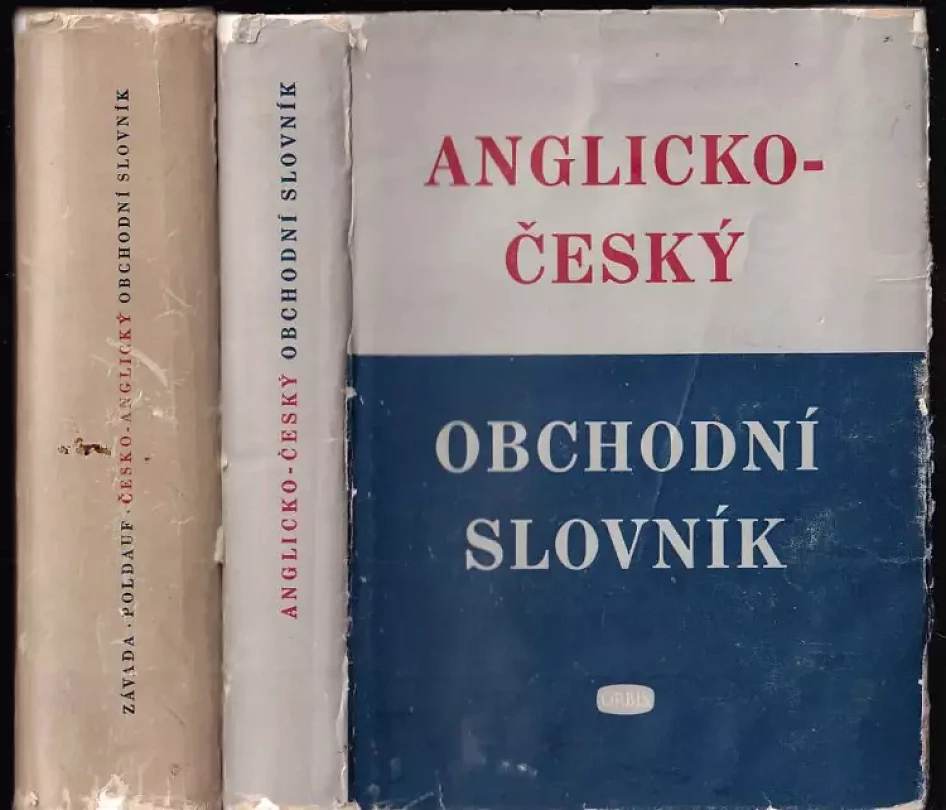 ZÁVADA · POLDAUF · ČESKO-ANGLICKÝ OBCHODNÍ SLOVNÍK
ANGLICKO-ČESKÝ OBCHODNÍ SLOVNÍK
ANGLICKO-
ČESKÝ
OBCHODNÍ
SLOVNÍK
ORBIS